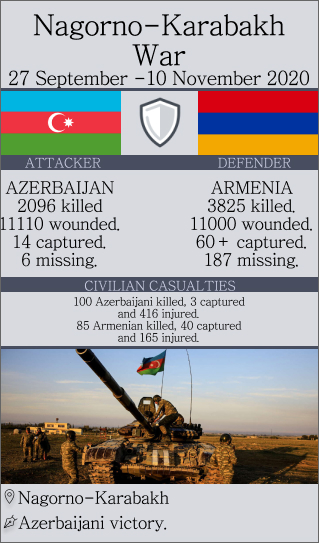 Nagorno-Karabakh
War
27 September -10 November 2020
ATTACKER
DEFENDER
AZERBAIJAN
2096 killed
11110 wounded.
14 captured.
6 missing.
ARMENIA
3825 killed.
11000 wounded.
60+ captured.
187 missing.
CIVILIAN CASUALTIES
100 Azerbaijani killed, 3 captured
and 416 injured.
85 Armenian killed, 40 captured
and 165 injured.
Nagorno-Karabakh
Azerbaijani victory.